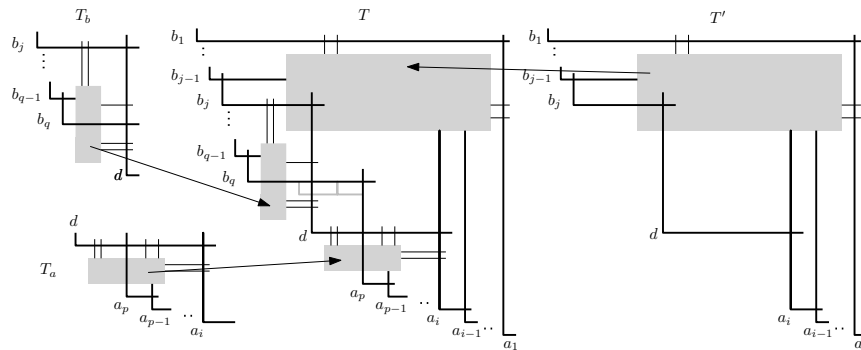 T_b
T
T'
b_j
⋮
b_{q-1}
b_q
d
b_1
⋮
b_{j-1}
b_j
⋮
b_{q-1}
b_q
d
a_p
a_{p-1}
..
a_i
a_{i-1}
..
a_1
b_1
⋮
b_{j-1}
b_j
d
a_i
a_{i-1}
..
a
d
T_a
a_p
a_{p-1}
..
a_i